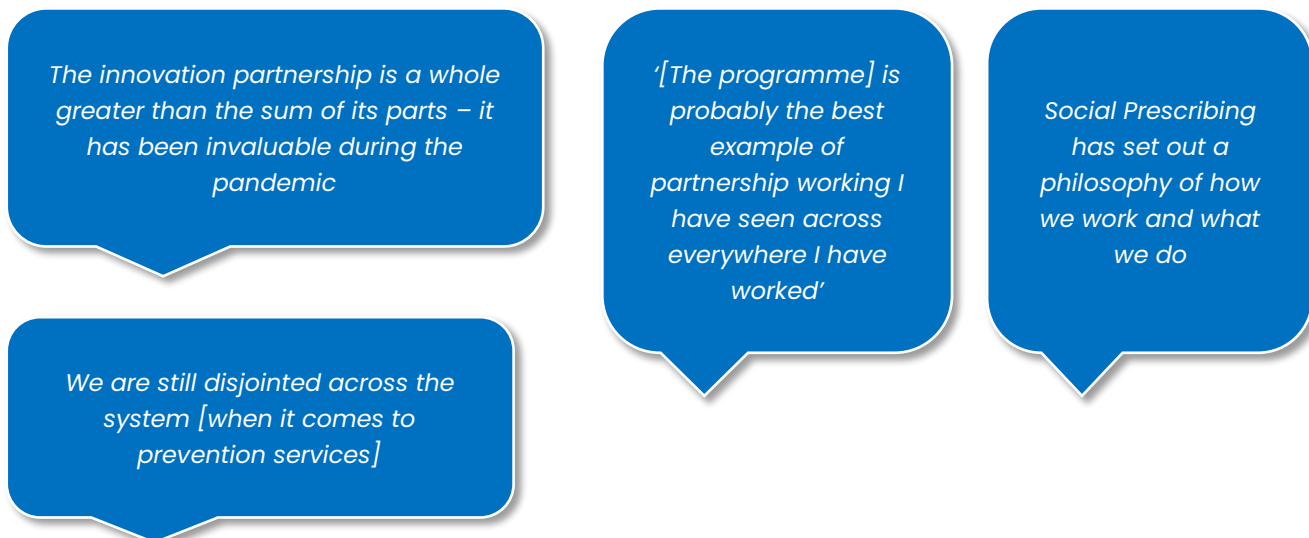 The innovation partnership is a whole
greater than the sum of its parts – it
has been invaluable during the
pandemic
‘[The programme] is
probably the best
example of
partnership working I
have seen across
everywhere I have
worked’
Social Prescribing
has set out a
philosophy of how
we work and what
we do
We are still disjointed across the
system [when it comes to
prevention services]